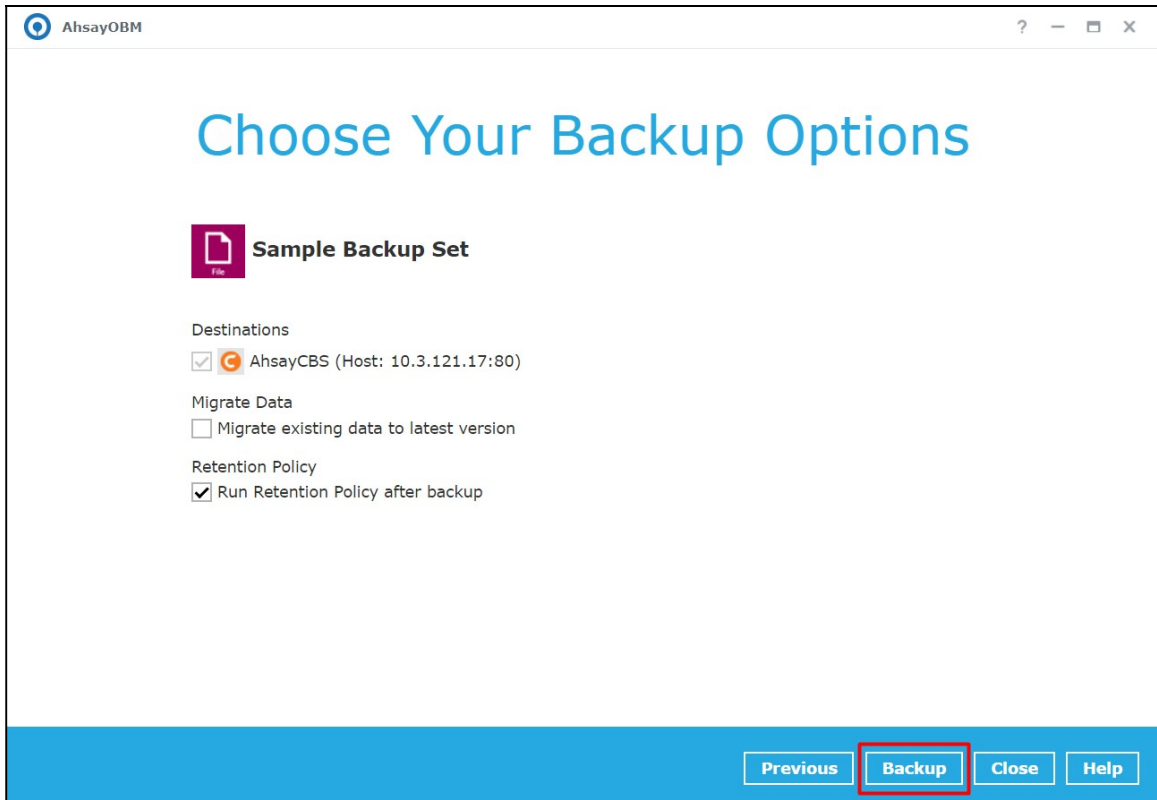 AhsayOBM
?
Choose Your Backup Options
File
Sample Backup Set
Destinations
C AhsayCBS (Host: 10.3.121.17:80)
Migrate Data
Migrate existing data to latest version
Retention Policy
Run Retention Policy after backup
Previous Backup Close Help